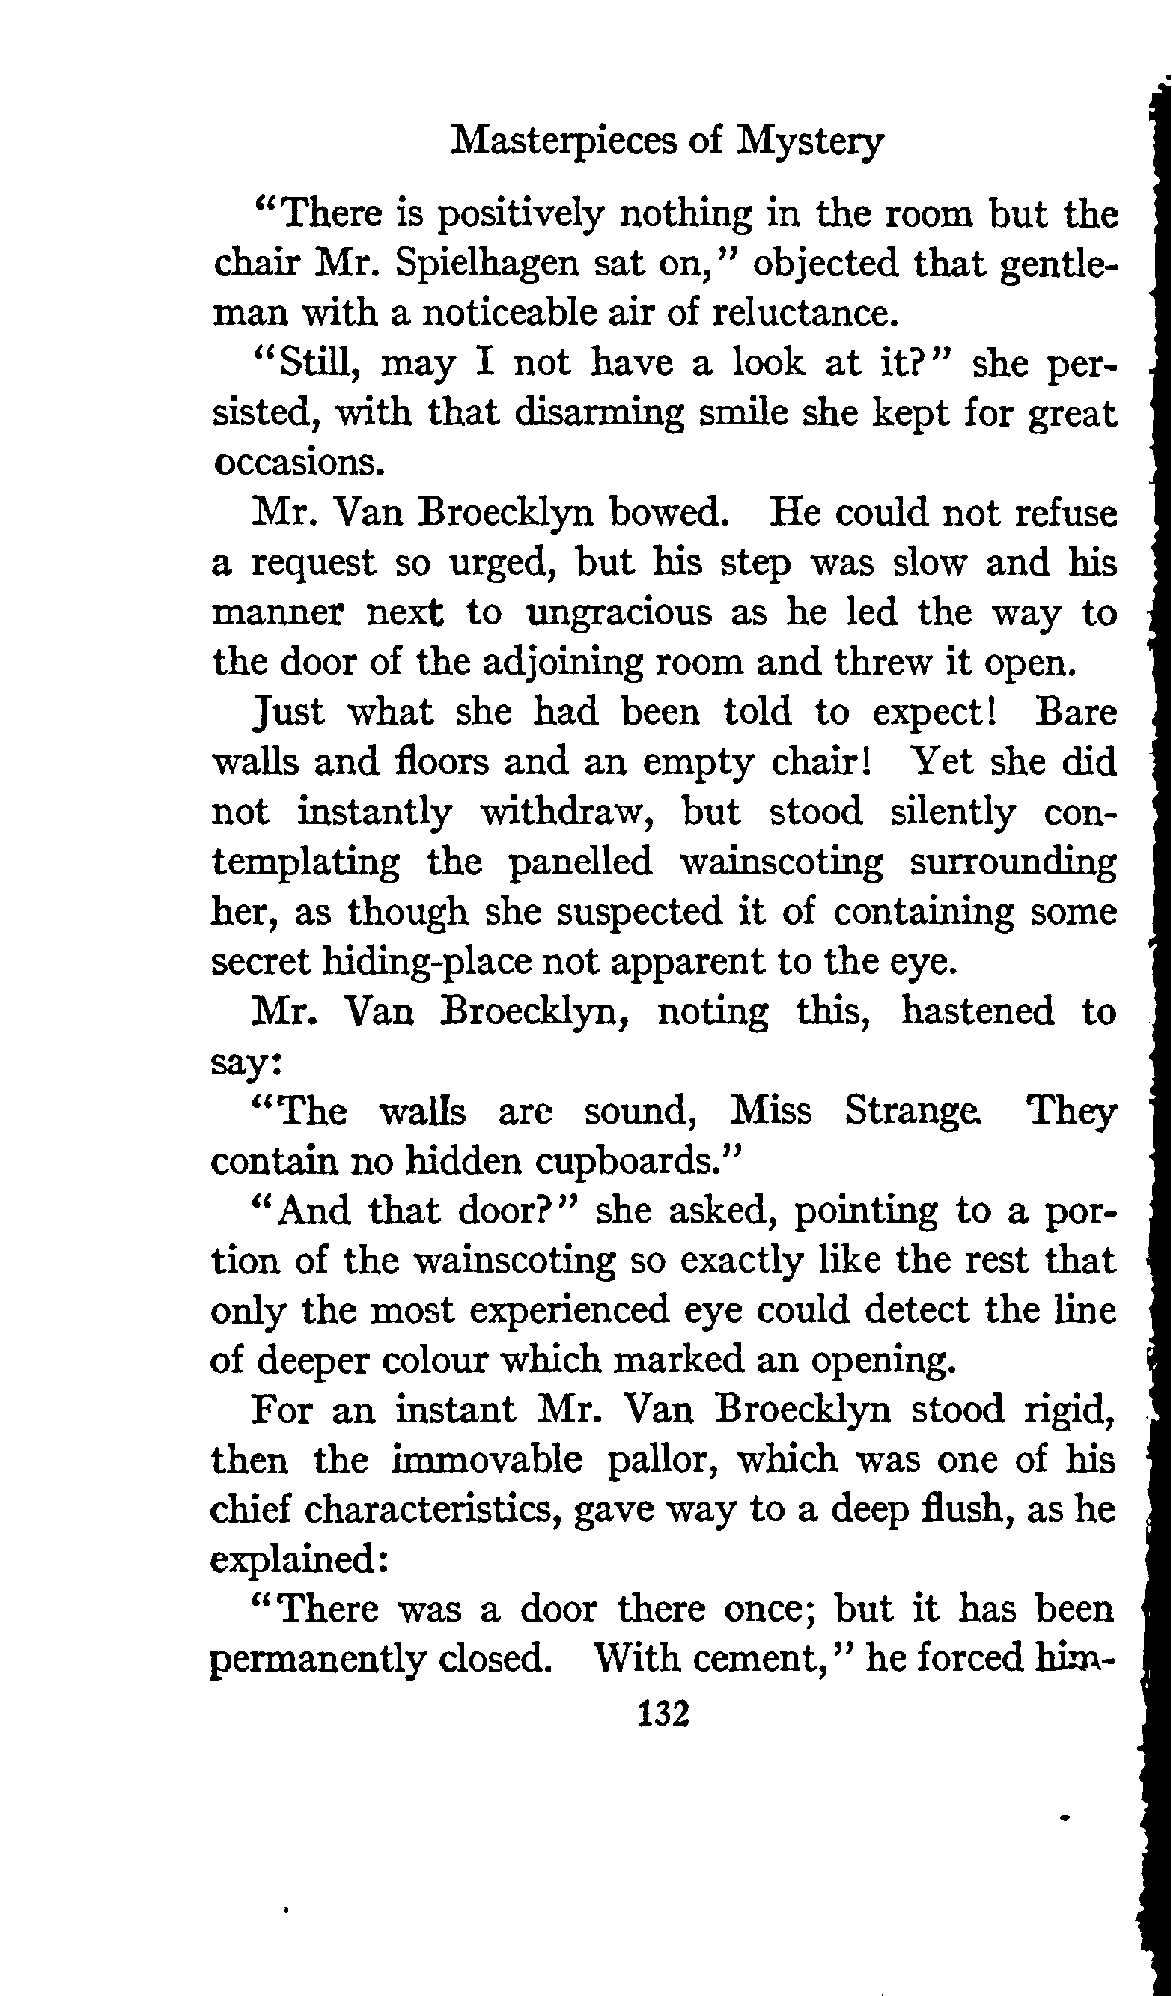 Masterpieces of Mystery
“There is positively nothing in the room but the
chair Mr. Spielhagen sat on,” objected that gentle-
man with a noticeable air of reluctance.
“Still, may I not have a look at it?” she per-
sisted, with that disarming smile she kept for great
occasions.
Mr. Van Broecklyn bowed. He could not refuse
a request so urged, but his step was slow and his
manner next to ungracious as he led the way to
the door of the adjoining room and threw it open.
Just what she had been told to expect! Bare
walls and floors and an empty chair! Yet she did
not instantly withdraw, but stood silently con-
templating the panelled wainscoting surrounding
her, as though she suspected it of containing some
secret hiding-place not apparent to the eye.
Mr. Van Broecklyn, noting this, hastened to
say:
“The walls are sound, Miss Strange. They
contain no hidden cupboards.”
“And that door?” she asked, pointing to a por-
tion of the wainscoting so exactly like the rest that
only the most experienced eye could detect the line
of deeper colour which marked an opening.
For an instant Mr. Van Broecklyn stood rigid,
then the immovable pallor, which was one of his
chief characteristics, gave way to a deep flush, as he
explained:
“There was a door there once; but it has been
permanently closed. With cement,” he forced him-
132